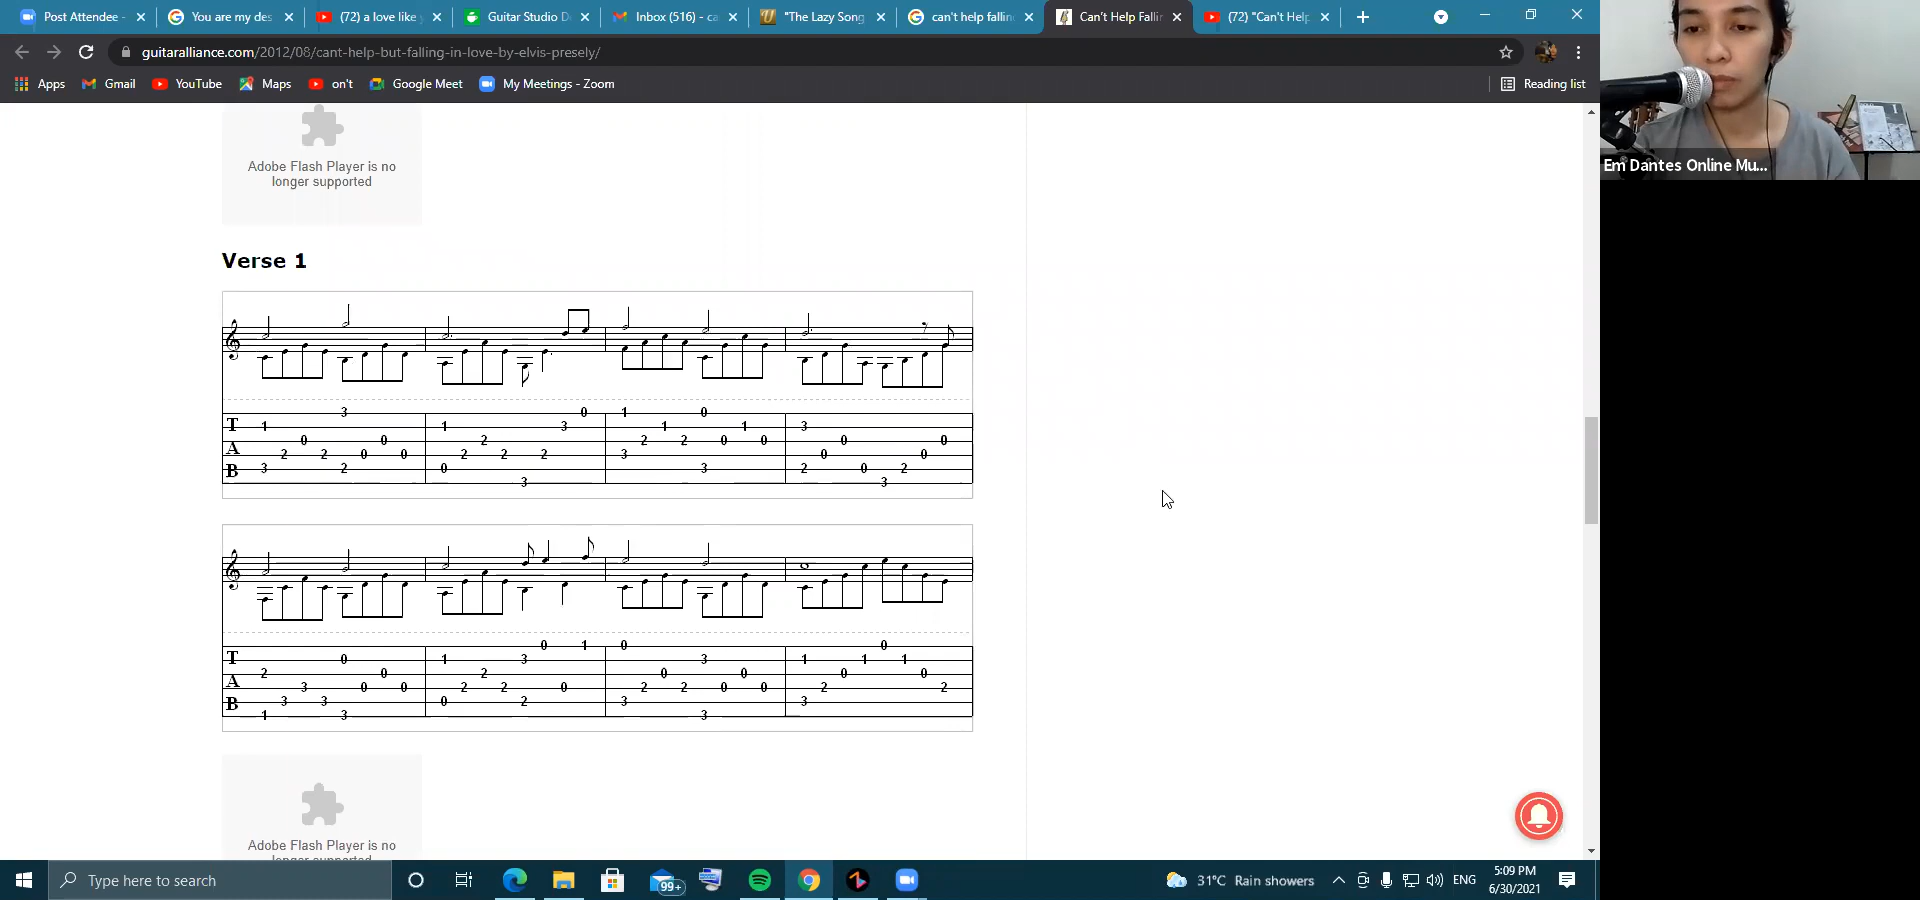 Post Attendee -
You are my des
(72) a love like y
Guitar Studio D
Inbox (516) - ca
"The Lazy Song
can't help fallin
Can't Help Falli
(72) "Can't Help
guitaralliance.com/2012/08/cant-help-but-falling-in-love-by-elvis-presely/
Apps
Gmail
YouTube
Maps
on't
Google Meet
My Meetings - Zoom
Reading list
Adobe Flash Player is no
longer supported
Em Dantes Online Mu...
Verse 1
T 3 0 1 0
1 1 3 1 1 3
A 0 0 2 2 2 0 0 0 0
2 2 0 0 2 2 2 3 0 0
B 3 2 0 3 2 0 2
3 3
T 0 1 0 0
2 0 1 3 3 1 1 1
A 0 2 0 0 0 0
3 0 0 2 2 0 2 0 0 2 2
B 3 3 0 2 3 3
1 3 3
Adobe Flash Player is no
longer supported
Type here to search
99+
31°C Rain showers
ENG
5:09 PM
6/30/2021